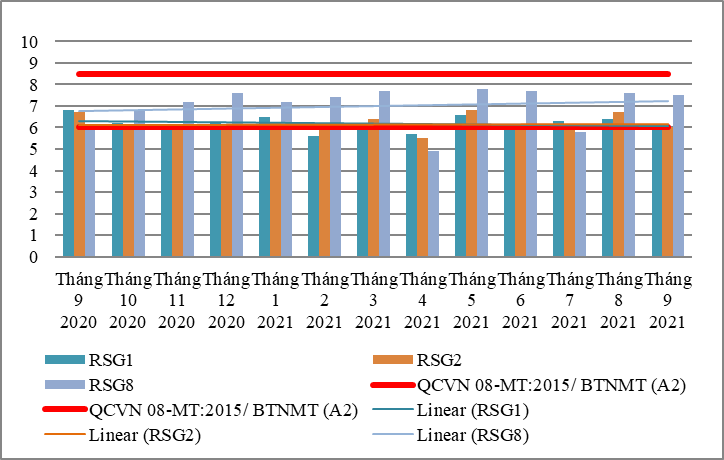 10
9
8
7
6
5
4
3
2
1
0
Tháng Tháng Tháng Tháng Tháng Tháng Tháng Tháng Tháng Tháng Tháng Tháng Tháng
9 10 11 12 1 2 3 4 5 6 7 8 9
2020 2020 2020 2020 2021 2021 2021 2021 2021 2021 2021 2021 2021
RSG1 RSG2
RSG8 QCVN 08-MT:2015/ BTNMT (A2)
QCVN 08-MT:2015/ BTNMT (A2) Linear (RSG1)
Linear (RSG2) Linear (RSG8)